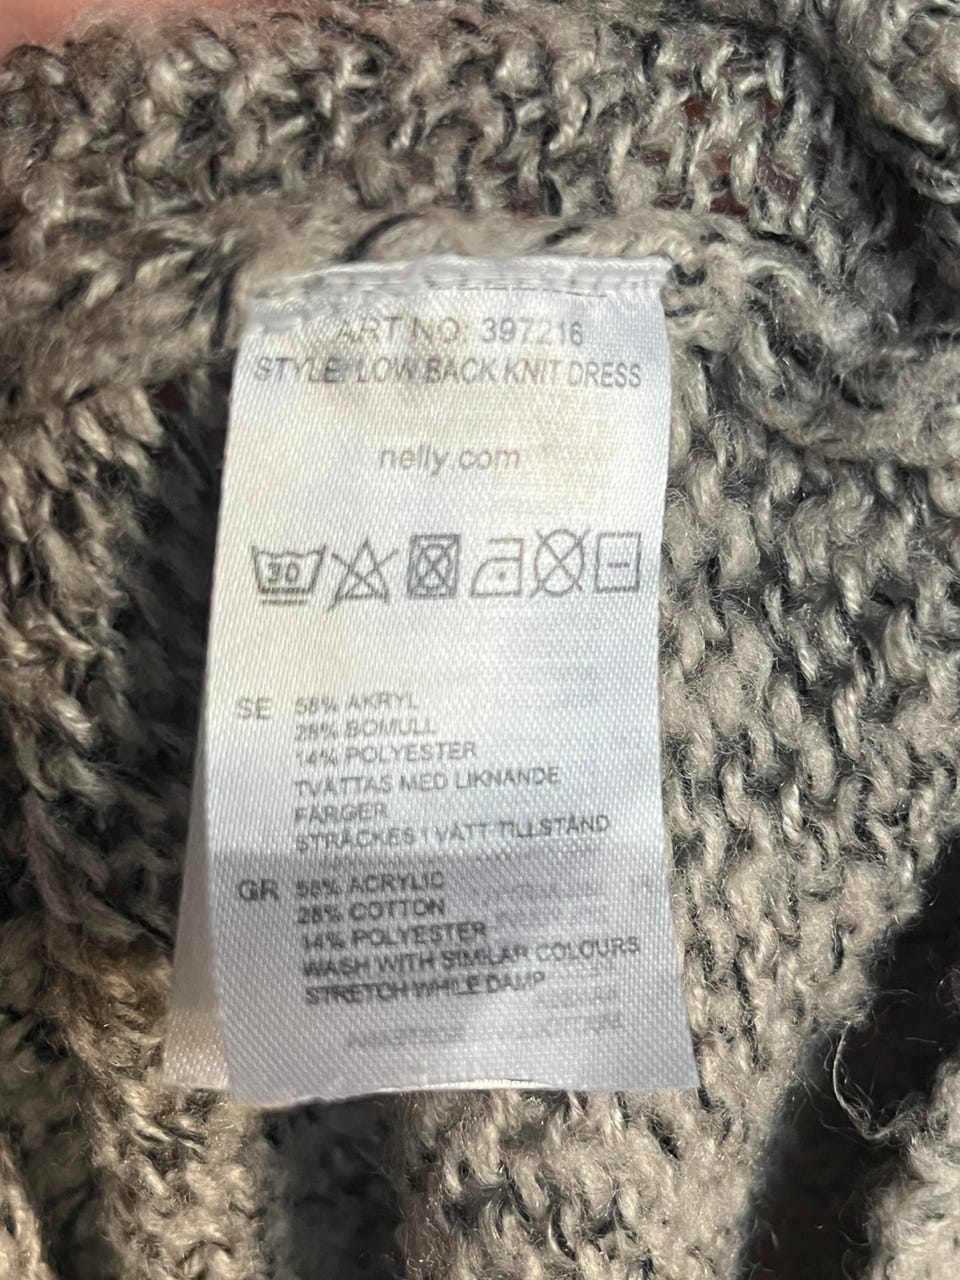 ART NO: 397216
STYLE: LOW BACK KNIT DRESS
nelly.com
30
SE 58% AKRYL
28% BOMULL
14% POLYESTER
TVÄTTAS MED LIKNANDE
FÄRGER
STRÄCKES I VÅTT TILLSTÅND
GR 58% ACRYLIC
28% COTTON
14% POLYESTER
WASH WITH SIMILAR COLOURS
STRETCH WHILE DAMP